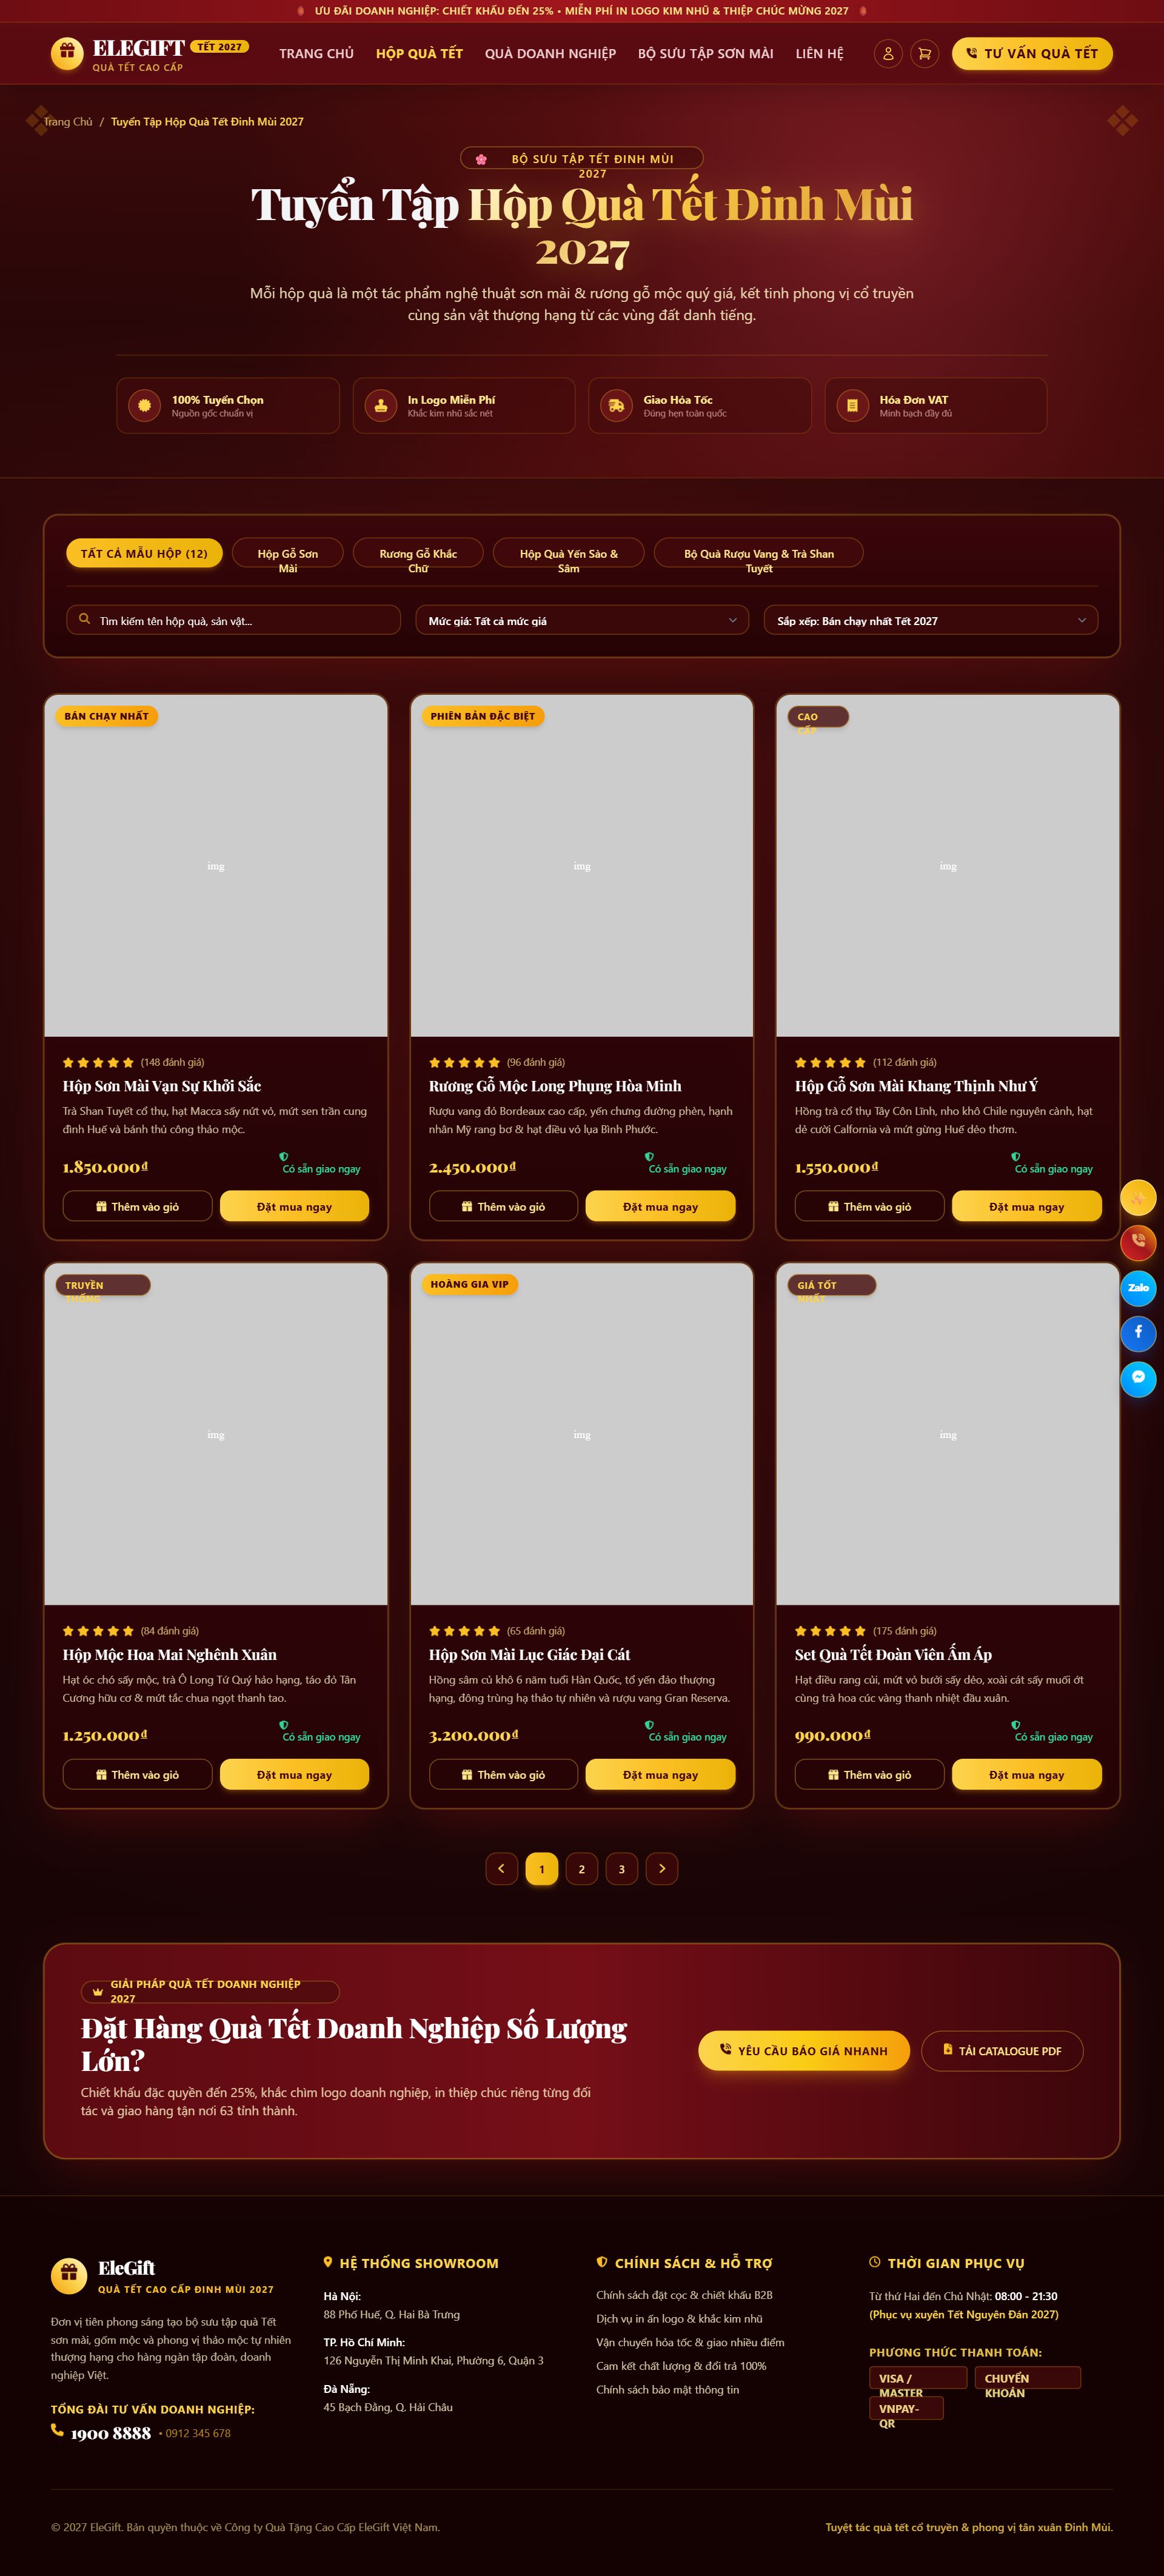 ƯU ĐÃI DOANH NGHIỆP: CHIẾT KHẤU ĐẾN 25% • MIỄN PHÍ IN LOGO KIM NHŨ & THIỆP CHÚC MỪNG 2027
ELEGIFT TẾT 2027
QUÀ TẾT CAO CẤP
TRANG CHỦ HỘP QUÀ TẾT QUÀ DOANH NGHIỆP BỘ SƯU TẬP SƠN MÀI LIÊN HỆ
TƯ VẤN QUÀ TẾT
Trang Chủ / Tuyển Tập Hộp Quà Tết Đinh Mùi 2027
BỘ SƯU TẬP TẾT ĐINH MÙI
2027
Tuyển Tập Hộp Quà Tết Đinh Mùi
2027
Mỗi hộp quà là một tác phẩm nghệ thuật sơn mài & rương gỗ mộc quý giá, kết tinh phong vị cổ truyền
cùng sản vật thượng hạng từ các vùng đất danh tiếng.
100% Tuyển Chọn
Nguồn gốc chuẩn vị
In Logo Miễn Phí
Khắc kim nhũ sắc nét
Giao Hỏa Tốc
Đúng hẹn toàn quốc
Hóa Đơn VAT
Minh bạch đầy đủ
TẤT CẢ MẪU HỘP (12)
Hộp Gỗ Sơn
Mài
Rương Gỗ Khắc
Chữ
Hộp Quà Yến Sào &
Sâm
Bộ Quà Rượu Vang & Trà Shan
Tuyết
Tìm kiếm tên hộp quà, sản vật...
Mức giá: Tất cả mức giá
Sắp xếp: Bán chạy nhất Tết 2027
BÁN CHẠY NHẤT
img
(148 đánh giá)
Hộp Sơn Mài Vạn Sự Khởi Sắc
Trà Shan Tuyết cổ thụ, hạt Macca sấy nứt vỏ, mứt sen trần cung
đình Huế và bánh thủ công thảo mộc.
1.850.000₫
Có sẵn giao ngay
Thêm vào giỏ
Đặt mua ngay
PHIÊN BẢN ĐẶC BIỆT
img
(96 đánh giá)
Rương Gỗ Mộc Long Phụng Hòa Minh
Rượu vang đỏ Bordeaux cao cấp, yến chưng đường phèn, hạnh
nhân Mỹ rang bơ & hạt điều vỏ lụa Bình Phước.
2.450.000₫
Có sẵn giao ngay
Thêm vào giỏ
Đặt mua ngay
CAO
CẤP
img
(112 đánh giá)
Hộp Gỗ Sơn Mài Khang Thịnh Như Ý
Hồng trà cổ thụ Tây Côn Lĩnh, nho khô Chile nguyên cành, hạt
dẻ cười Calfornia và mứt gừng Huế dẻo thơm.
1.550.000₫
Có sẵn giao ngay
Thêm vào giỏ
Đặt mua ngay
Zalo
TRUYỀN
THỐNG
img
(84 đánh giá)
Hộp Mộc Hoa Mai Nghênh Xuân
Hạt óc chó sấy mộc, trà Ô Long Tứ Quý hảo hạng, táo đỏ Tân
Cương hữu cơ & mứt tắc chua ngọt thanh tao.
1.250.000₫
Có sẵn giao ngay
Thêm vào giỏ
Đặt mua ngay
HOÀNG GIA VIP
img
(65 đánh giá)
Hộp Sơn Mài Lục Giác Đại Cát
Hồng sâm củ khô 6 năm tuổi Hàn Quốc, tổ yến đảo thượng
hạng, đông trùng hạ thảo tự nhiên và rượu vang Gran Reserva.
3.200.000₫
Có sẵn giao ngay
Thêm vào giỏ
Đặt mua ngay
GIÁ TỐT
NHẤT
img
(175 đánh giá)
Set Quà Tết Đoàn Viên Ấm Áp
Hạt điều rang củi, mứt vỏ bưởi sấy dẻo, xoài cát sấy muối ớt
cùng trà hoa cúc vàng thanh nhiệt đầu xuân.
990.000₫
Có sẵn giao ngay
Thêm vào giỏ
Đặt mua ngay
1 2 3
GIẢI PHÁP QUÀ TẾT DOANH NGHIỆP
2027
Đặt Hàng Quà Tết Doanh Nghiệp Số Lượng
Lớn?
Chiết khấu đặc quyền đến 25%, khắc chìm logo doanh nghiệp, in thiệp chúc riêng từng đối
tác và giao hàng tận nơi 63 tỉnh thành.
YÊU CẦU BÁO GIÁ NHANH
TẢI CATALOGUE PDF
EleGift
QUÀ TẾT CAO CẤP ĐINH MÙI 2027
Đơn vị tiên phong sáng tạo bộ sưu tập quà Tết
sơn mài, gốm mộc và phong vị thảo mộc tự nhiên
thượng hạng cho hàng ngàn tập đoàn, doanh
nghiệp Việt.
TỔNG ĐÀI TƯ VẤN DOANH NGHIỆP:
1900 8888 • 0912 345 678
HỆ THỐNG SHOWROOM
Hà Nội:
88 Phố Huế, Q. Hai Bà Trưng
TP. Hồ Chí Minh:
126 Nguyễn Thị Minh Khai, Phường 6, Quận 3
Đà Nẵng:
45 Bạch Đằng, Q. Hải Châu
CHÍNH SÁCH & HỖ TRỢ
Chính sách đặt cọc & chiết khấu B2B
Dịch vụ in ấn logo & khắc kim nhũ
Vận chuyển hỏa tốc & giao nhiều điểm
Cam kết chất lượng & đổi trả 100%
Chính sách bảo mật thông tin
THỜI GIAN PHỤC VỤ
Từ thứ Hai đến Chủ Nhật: 08:00 - 21:30
(Phục vụ xuyên Tết Nguyên Đán 2027)
PHƯƠNG THỨC THANH TOÁN:
VISA /
MASTER
CHUYỂN
KHOẢN
VNPAY-
QR
© 2027 EleGift. Bản quyền thuộc về Công ty Quà Tặng Cao Cấp EleGift Việt Nam.
Tuyệt tác quà tết cổ truyền & phong vị tân xuân Đinh Mùi.